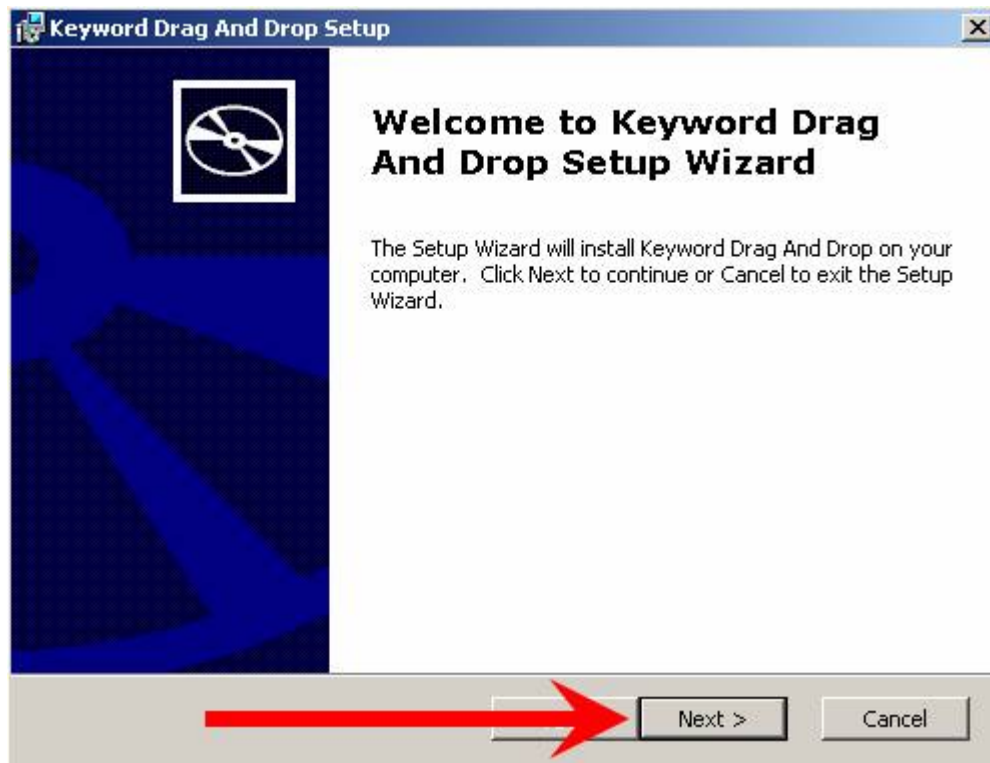 Keyword Drag And Drop Setup
Welcome to Keyword Drag
And Drop Setup Wizard
The Setup Wizard will install Keyword Drag And Drop on your
computer.  Click Next to continue or Cancel to exit the Setup
Wizard.
Next > Cancel